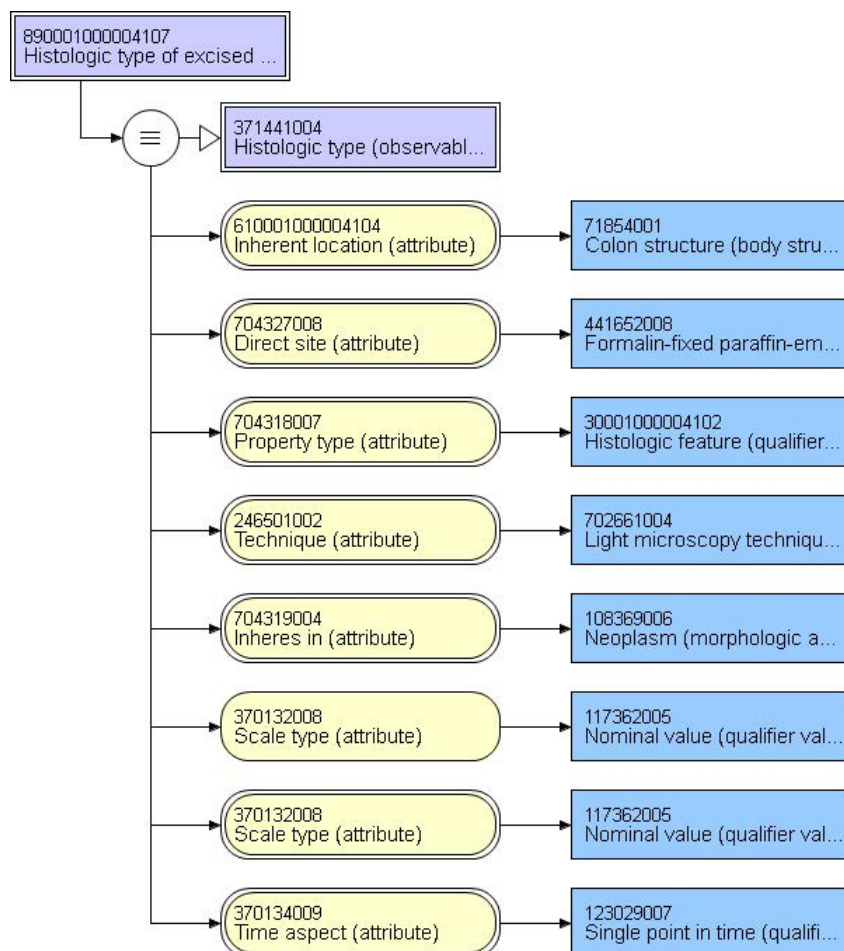 890001000004107
Histologic type of excised ...
371441004
Histologic type (observabl...
610001000004104
Inherent location (attribute)
71854001
Colon structure (body stru...
704327008
Direct site (attribute)
441652008
Formalin-fixed paraffin-em...
704318007
Property type (attribute)
30001000004102
Histologic feature (qualifier...
246501002
Technique (attribute)
702661004
Light microscopy techniqu...
704319004
Inheres in (attribute)
108369006
Neoplasm (morphologic a...
370132008
Scale type (attribute)
117362005
Nominal value (qualifier val...
370132008
Scale type (attribute)
117362005
Nominal value (qualifier val...
370134009
Time aspect (attribute)
123029007
Single point in time (qualifi...